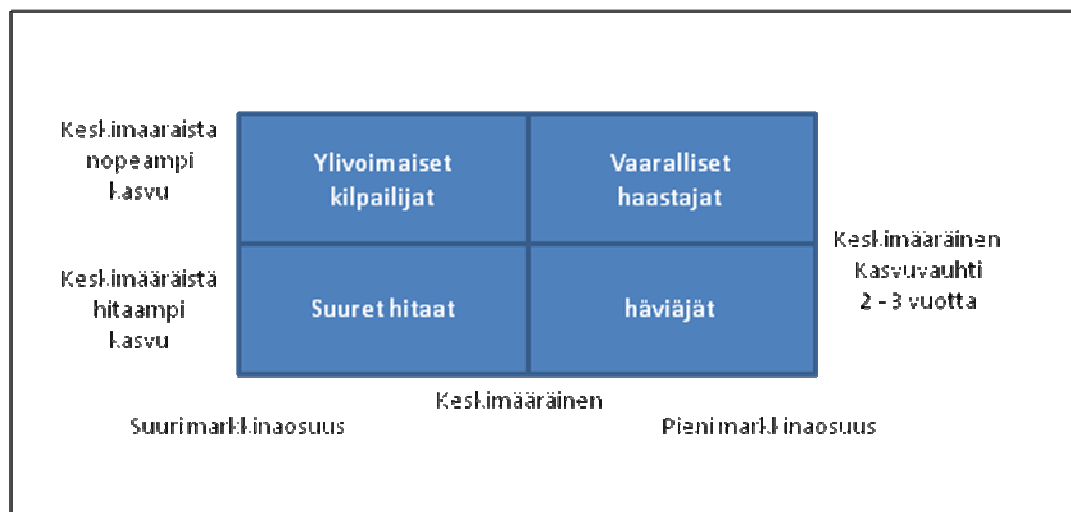 Keskimääräistä
nopeampi
kasvu
Ylivoimaiset
kilpailijat
Vaaralliset
haastajat
Keskimääräistä
hitaampi
kasvu
Suuret hitaat
häviäjät
Keskimääräinen
Kasvuvauhti
2 - 3 vuotta
Keskimääräinen
Suuri markkinaosuus
Pieni markkinaosuus